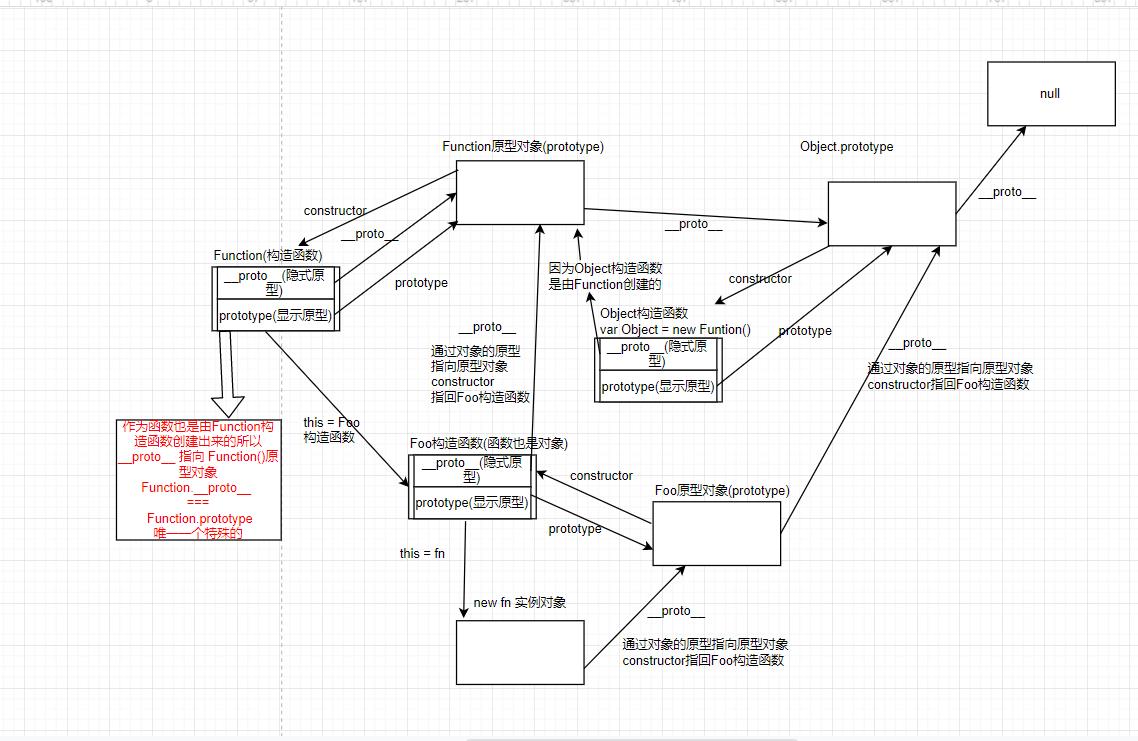 null
Function原型对象(prototype)
Object.prototype
__proto__
constructor
__proto__
__proto__
Function(构造函数)
__proto__(隐式原
型)
prototype(显示原型)
prototype
因为Object构造函数
是由Function创建的
constructor
Object构造函数
var Object = new Funtion()
__proto__(隐式原
型)
prototype(显示原型)
prototype
__proto__
通过对象的原型
指向原型对象
constructor
指回Foo构造函数
__proto__
通过对象的原型指向原型对象
constructor指回Foo构造函数
作为函数也是由Function构
造函数创建出来的所以
__proto__ 指向 Function()原
型对象
Function.__proto__
===
Function.prototype
唯一一个特殊的
this = Foo
构造函数
Foo构造函数(函数也是对象)
__proto__(隐式原
型)
prototype(显示原型)
constructor
prototype
Foo原型对象(prototype)
this = fn
new fn 实例对象
__proto__
通过对象的原型指向原型对象
constructor指回Foo构造函数